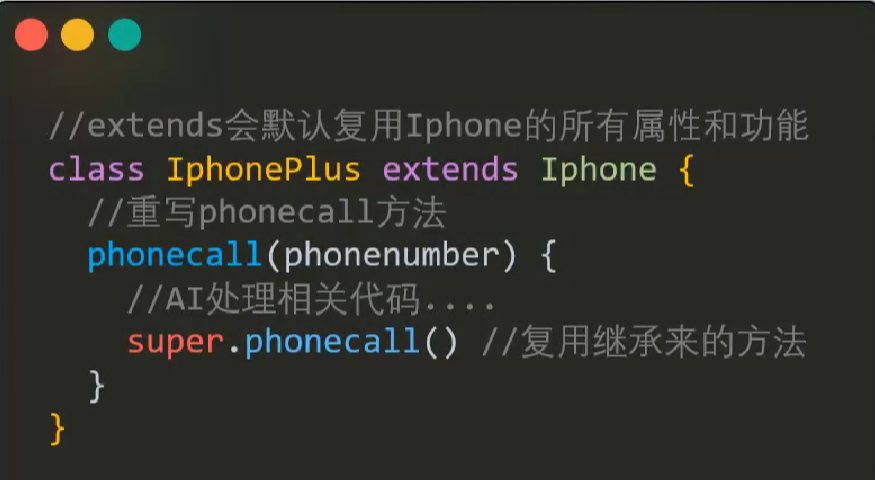 //extends会默认复用Iphone的所有属性和功能
class IphonePlus extends Iphone {
//重写phonecall方法
phonecall(phonenumber) {
//AI处理相关代码....
super.phonecall() //复用继承来的方法
}
}